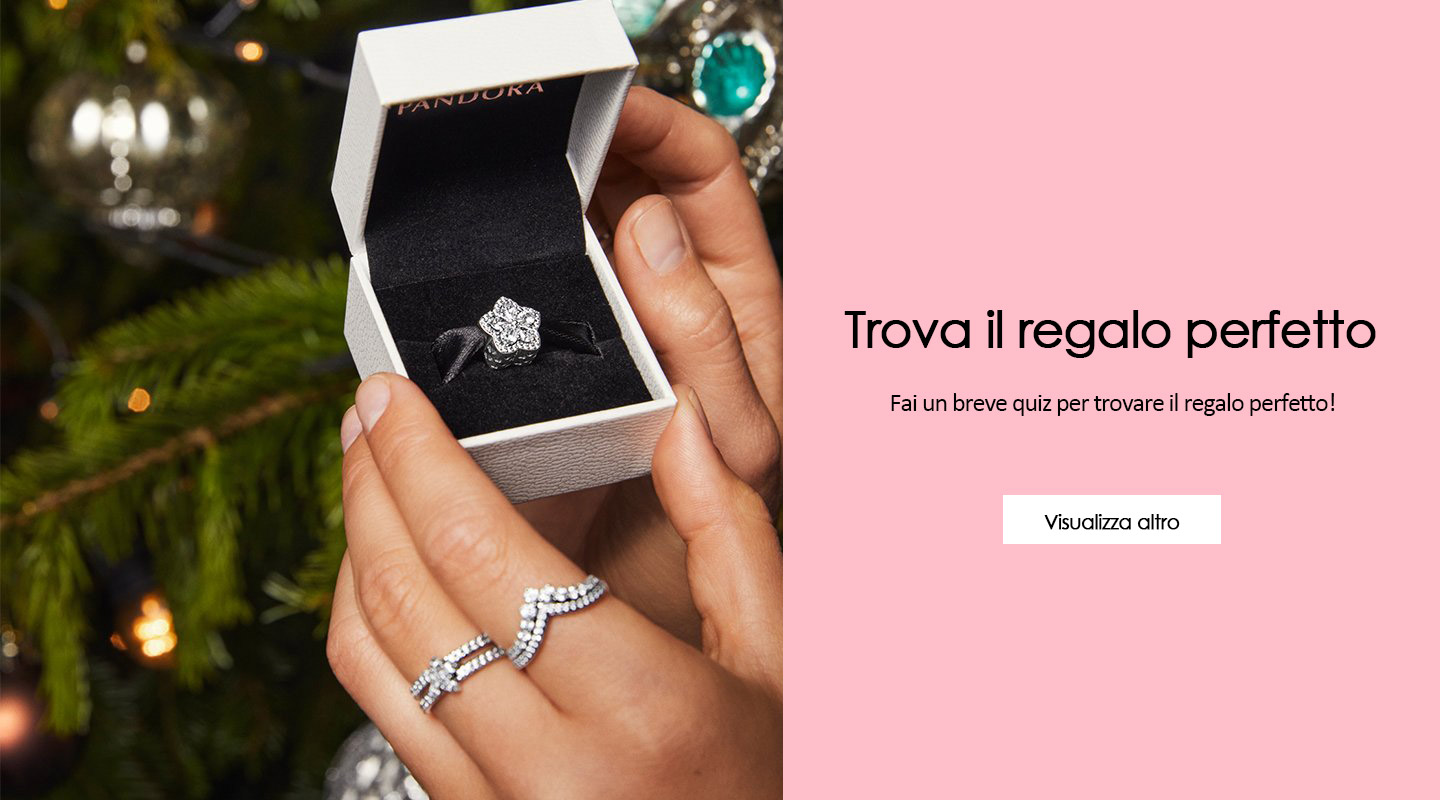 PANDORA
Trova il regalo perfetto
Fai un breve quiz per trovare il regalo perfetto!
Visualizza altro